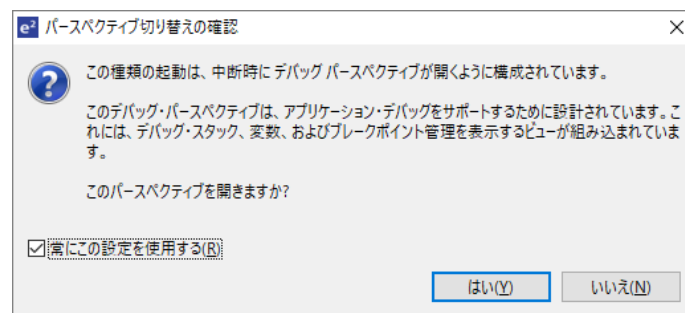 e² パースペクティブ切り替えの確認
この種類の起動は、中断時に デバッグ パースペクティブが開くように構成されています。
このデバッグ・パースペクティブは、アプリケーション・デバッグをサポートするために設計されています。こ
れには、デバッグ・スタック、変数、およびブレークポイント管理を表示するビューが組み込まれていま
す。
このパースペクティブを開きますか?
常にこの設定を使用する(R)
はい(Y) いいえ(N)